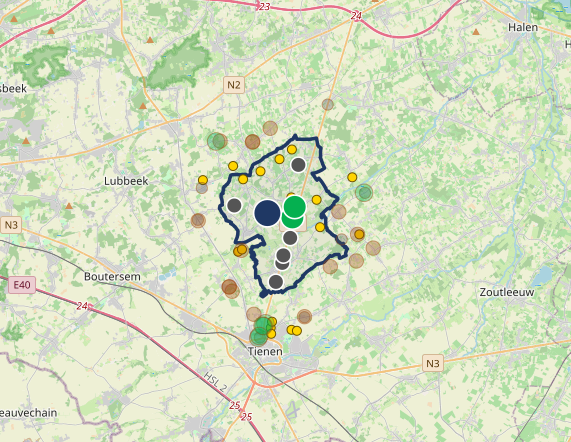 23
24
Halen
N2
Lubbeek
N3
Boutersem
E40
24
Zoutleeuw
Tienen
HSL 2
N3
25
25
eauvechain
sbeek
H